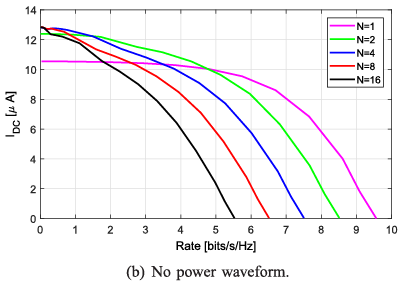 14
12
10
8
6
4
2
0
I_DC [μ A]
N=1
N=2
N=4
N=8
N=16
0 1 2 3 4 5 6 7 8 9 10
Rate [bits/s/Hz]
(b) No power waveform.